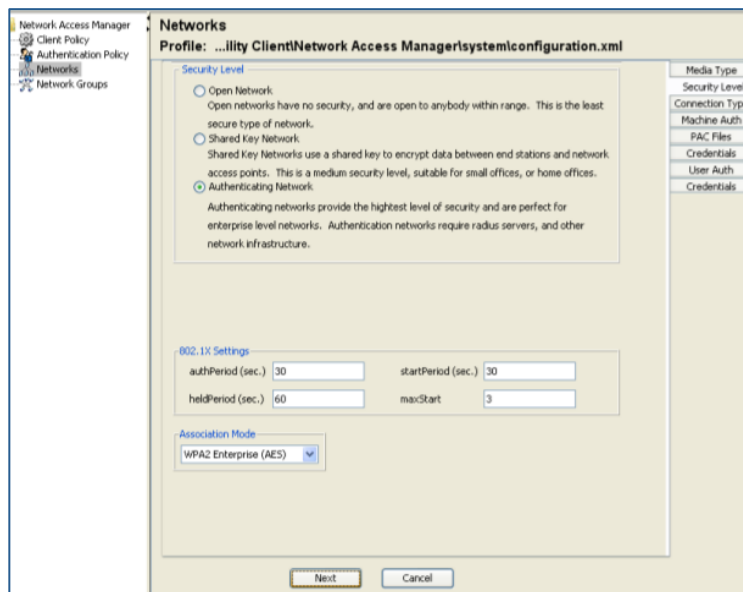 Network Access Manager
Client Policy
Authentication Policy
Networks
Network Groups
Networks
Profile: ...ility Client\Network Access Manager\system\configuration.xml
Security Level
Open Network
Open networks have no security, and are open to anybody within range. This is the least
secure type of network.
Shared Key Network
Shared Key Networks use a shared key to encrypt data between end stations and network
access points. This is a medium security level, suitable for small offices, or home offices.
Authenticating Network
Authenticating networks provide the highest level of security and are perfect for
enterprise level networks. Authentication networks require radius servers, and other
network infrastructure.
802.1X Settings
authPeriod (sec.) 30 startPeriod (sec.) 30
heldPeriod (sec.) 60 maxStart 3
Association Mode
WPA2 Enterprise (AES)
Next Cancel
Media Type
Security Level
Connection Typ
Machine Auth
PAC Files
Credentials
User Auth
Credentials